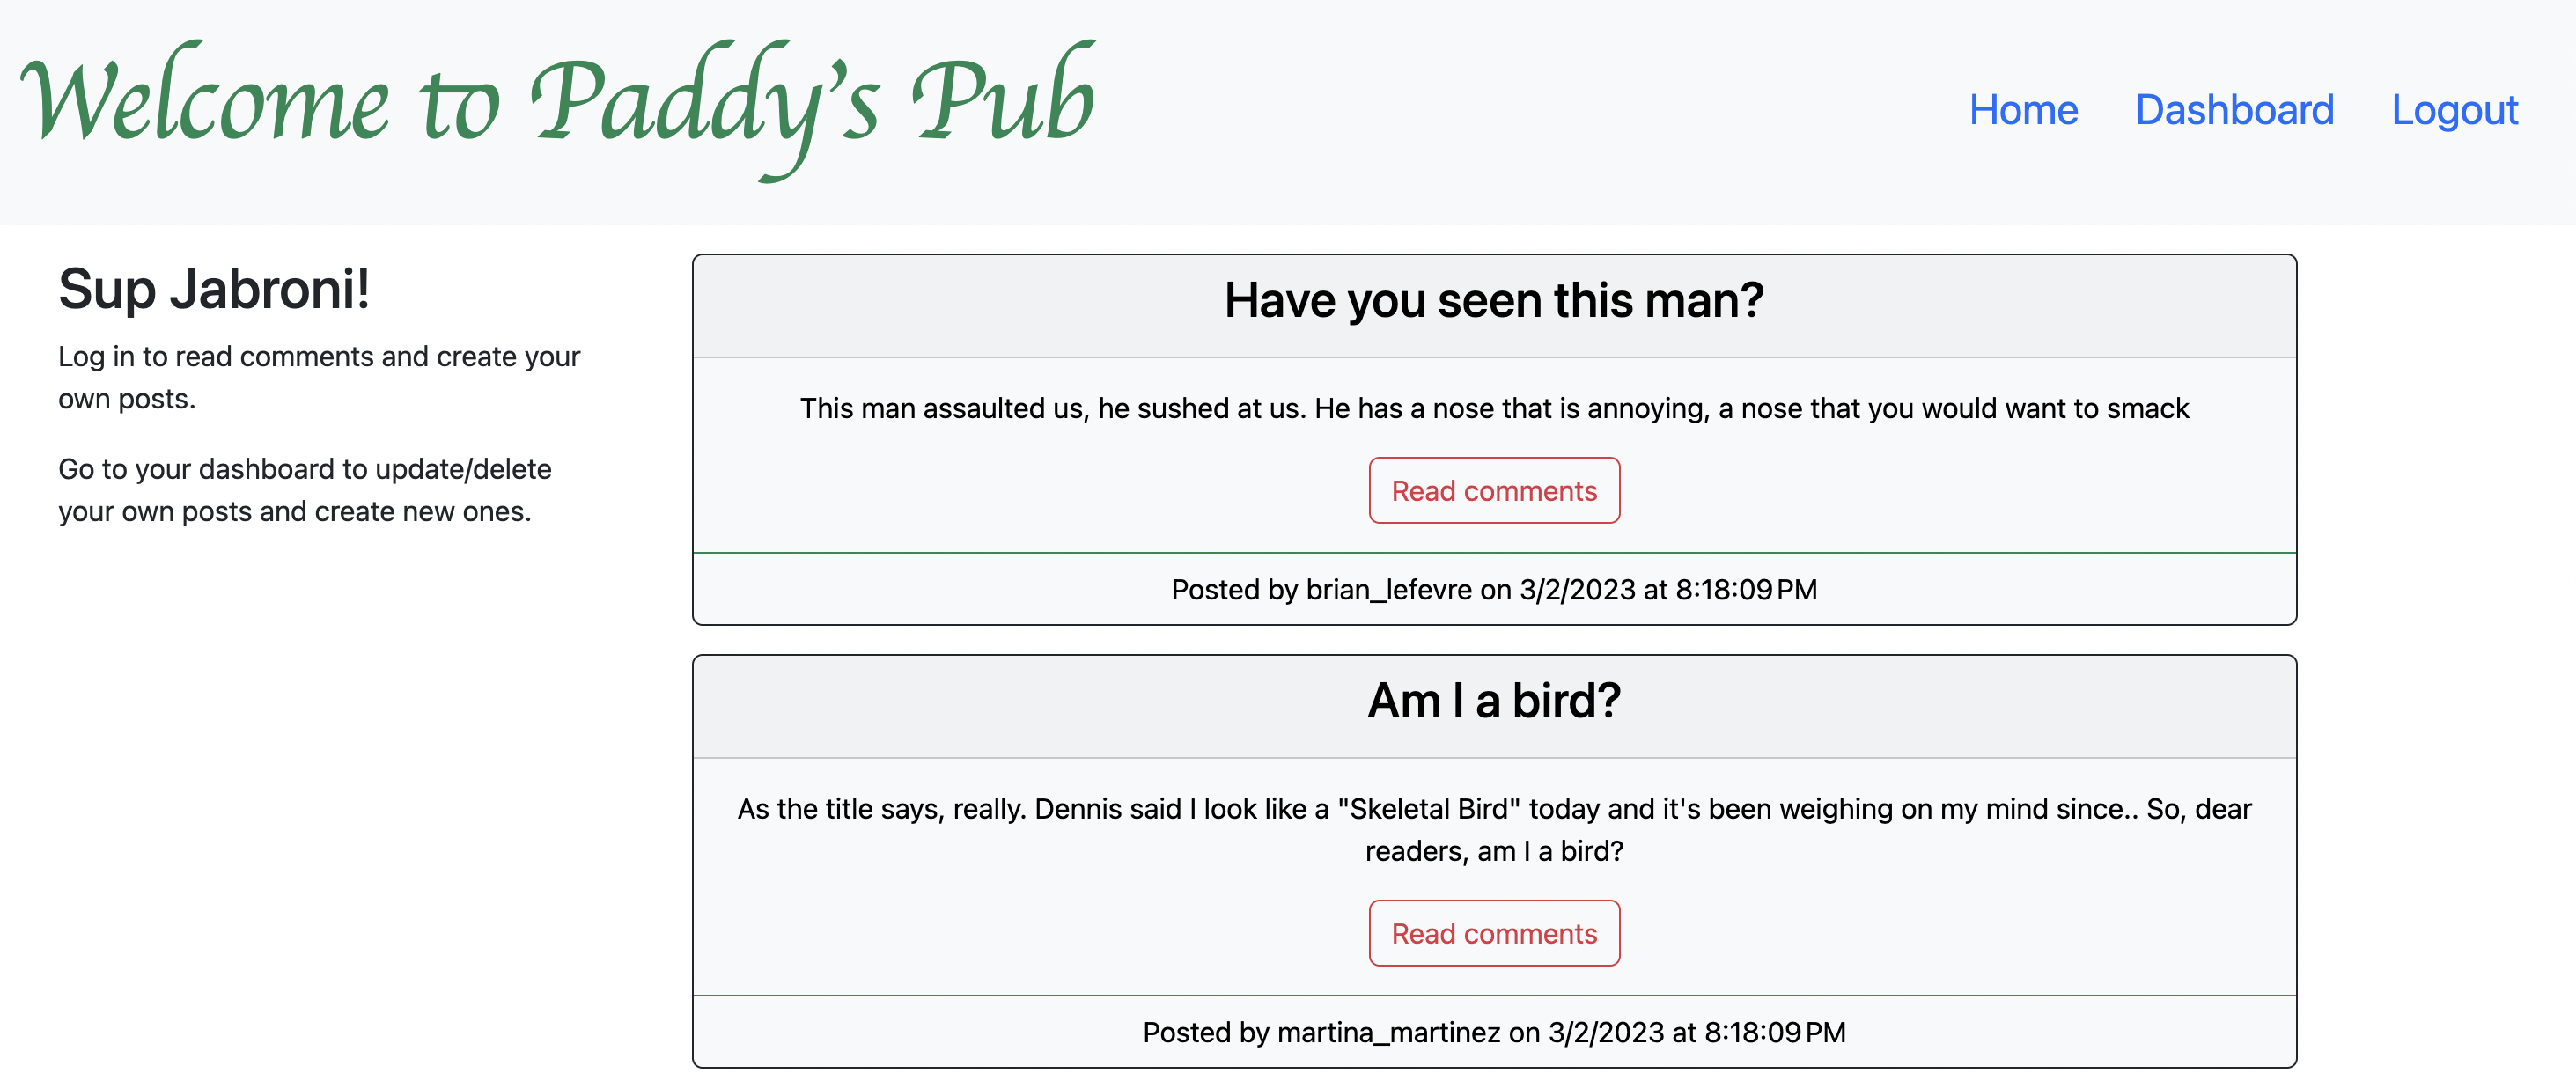 Welcome to Paddy's Pub
Home Dashboard Logout
Sup Jabroni!
Log in to read comments and create your
own posts.
Go to your dashboard to update/delete
your own posts and create new ones.
Have you seen this man?
This man assaulted us, he sushed at us. He has a nose that is annoying, a nose that you would want to smack
Read comments
Posted by brian_lefevre on 3/2/2023 at 8:18:09 PM
Am I a bird?
As the title says, really. Dennis said I look like a "Skeletal Bird" today and it's been weighing on my mind since.. So, dear
readers, am I a bird?
Read comments
Posted by martina_martinez on 3/2/2023 at 8:18:09 PM